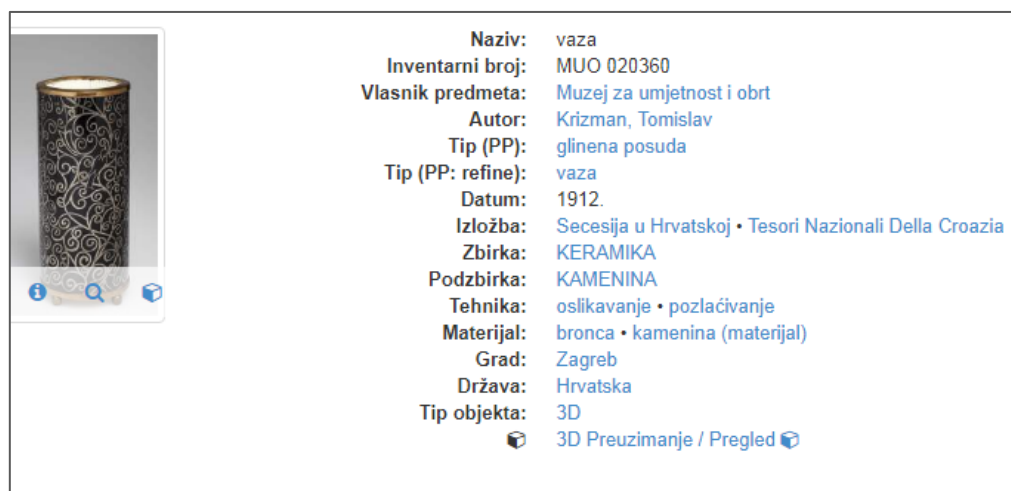 Naziv: vaza
Inventarni broj: MUO 020360
Vlasnik predmeta: Muzej za umjetnost i obrt
Autor: Krizman, Tomislav
Tip (PP): glinena posuda
Tip (PP: refine): vaza
Datum: 1912.
Izložba: Secesija u Hrvatskoj • Tesori Nazionali Della Croazia
Zbirka: KERAMIKA
Podzbirka: KAMENINA
Tehnika: oslikavanje • pozlaćivanje
Materijal: bronca • kamenina (materijal)
Grad: Zagreb
Država: Hrvatska
Tip objekta: 3D
3D Preuzimanje / Pregled